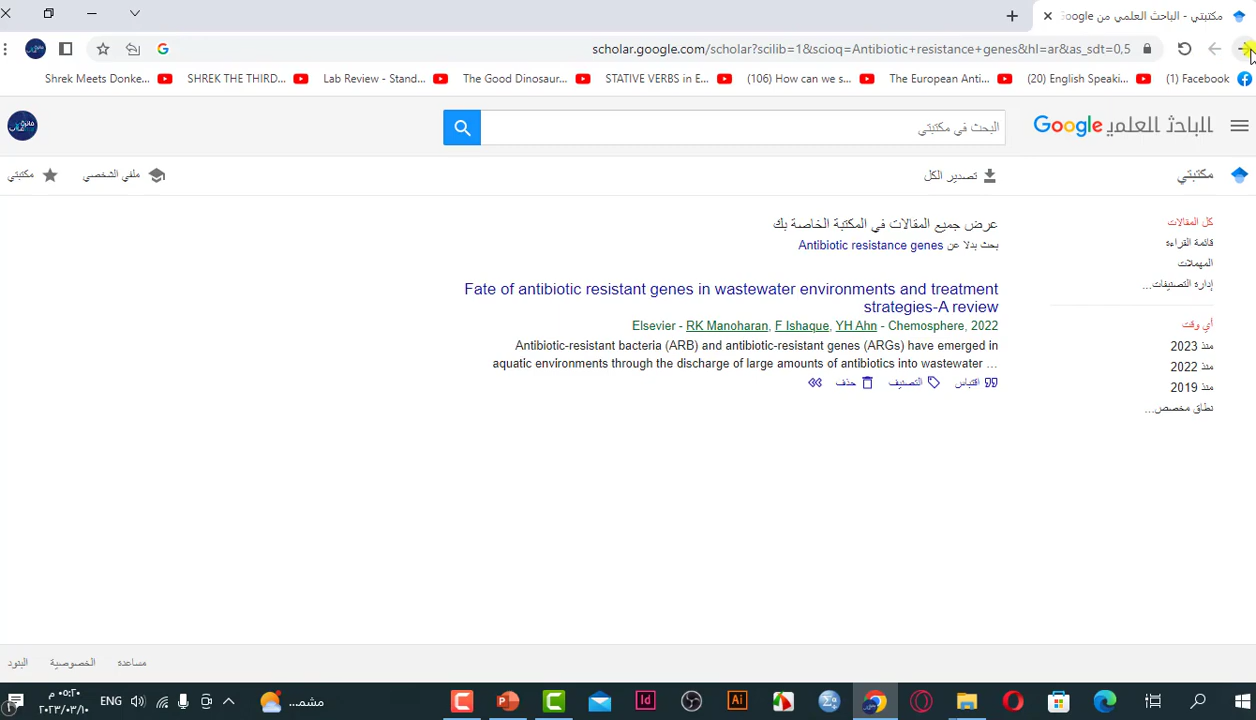 مكتبتي - الباحث العلمي من Google
scholar.google.com/scholar?scilib=1&scioq=Antibiotic+resistance+genes&hl=ar&as_sdt=0,5
(1) Facebook
(20) English Speaki...
The European Anti...
(106) How can we s...
STATIVE VERBS in E...
The Good Dinosaur...
Lab Review - Stand...
SHREK THE THIRD...
Shrek Meets Donke...
الباحث العلمي Google
البحث في مكتبتي
مكتبتي
تصدير الكل
ملفي الشخصي
مكتبتي
كل المقالات
قائمة القراءة
المهملات
إدارة التصنيفات...
أي وقت
منذ 2023
منذ 2022
منذ 2019
نطاق مخصص...
عرض جميع المقالات في المكتبة الخاصة بك
بحث بدلا عن Antibiotic resistance genes
Fate of antibiotic resistant genes in wastewater environments and treatment
strategies-A review
Elsevier - RK Manoharan, F Ishaque, YH Ahn - Chemosphere, 2022
Antibiotic-resistant bacteria (ARB) and antibiotic-resistant genes (ARGs) have emerged in
aquatic environments through the discharge of large amounts of antibiotics into wastewater ...
اقتباس التصنيف حذف
مساعدة الخصوصية البنود
مشمـ...
ENG
٠٥:٢٠ م
٢٠٢٣/٠٣/١٠